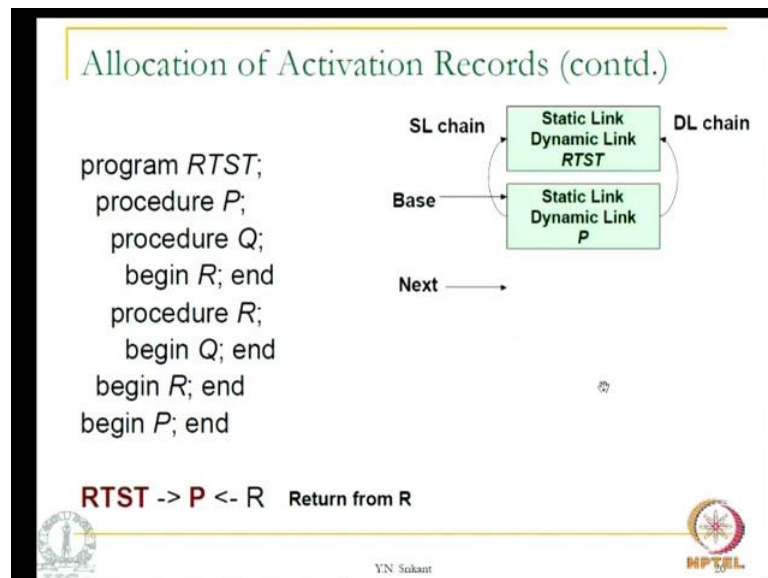 Allocation of Activation Records (contd.)
SL chain
Static Link
Dynamic Link
RTST
DL chain
program RTST;
procedure P;
procedure Q;
begin R; end
procedure R;
begin Q; end
begin R; end
begin P; end
Base
Static Link
Dynamic Link
P
Next
RTST -> P <- R Return from R
Y.N. Srikant
NPTEL